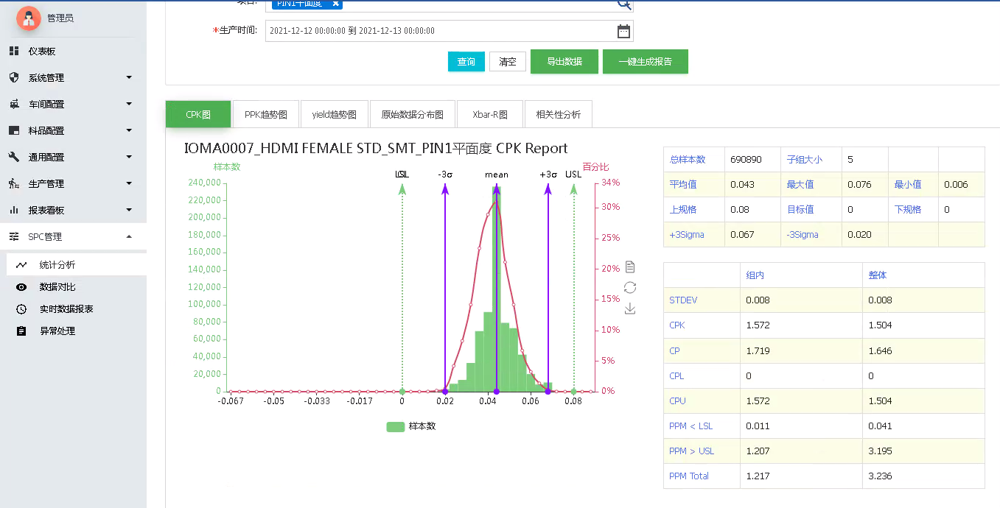 管理员
仪表板
系统管理
车间配置
料品配置
通用配置
生产管理
报表看板
SPC管理
统计分析
数据对比
实时数据报表
异常处理
项目: PIN1平面度 ×
*生产时间: 2021-12-12 00:00:00 到 2021-12-13 00:00:00
查询 清空 导出数据 一键生成报告
CPK图 PPK趋势图 yield趋势图 原始数据分布图 Xbar-R图 相关性分析
IOMA0007_HDMI FEMALE STD_SMT_PIN1平面度 CPK Report
样本数 百分比
LSL -3σ mean +3σ USL
240,000
220,000
200,000
180,000
160,000
140,000
120,000
100,000
80,000
60,000
40,000
20,000
0
34%
30%
25%
20%
15%
10%
5%
0%
-0.067 -0.05 -0.033 -0.017 0 0.02 0.04 0.06 0.08
样本数
总样本数 690890 子组大小 5
平均值 0.043 最大值 0.076 最小值 0.006
上规格 0.08 目标值 0 下规格 0
+3Sigma 0.067 -3Sigma 0.020
组内 整体
STDEV 0.008 0.008
CPK 1.572 1.504
CP 1.719 1.646
CPL 0 0
CPU 1.572 1.504
PPM < LSL 0.011 0.041
PPM > USL 1.207 3.195
PPM Total 1.217 3.236